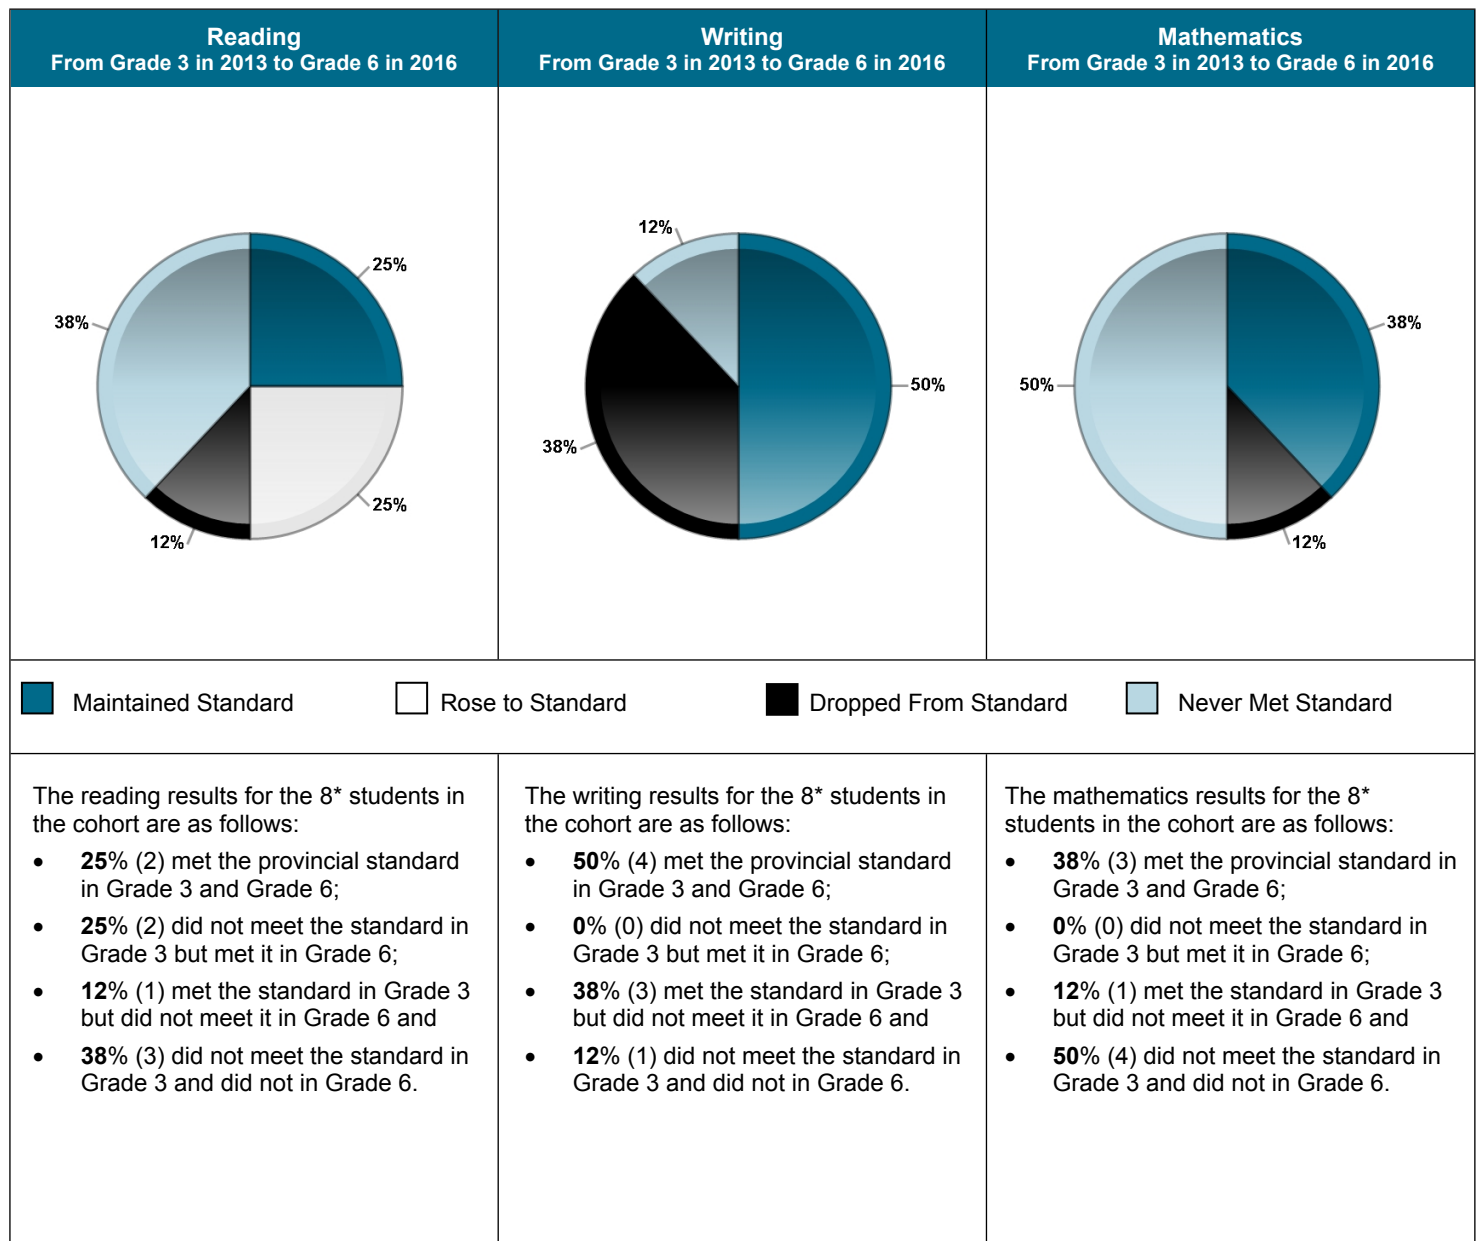 Reading
From Grade 3 in 2013 to Grade 6 in 2016
Writing
From Grade 3 in 2013 to Grade 6 in 2016
Mathematics
From Grade 3 in 2013 to Grade 6 in 2016
25%
38%
25%
12%
12%
50%
38%
38%
50%
12%
Maintained Standard
Rose to Standard
Dropped From Standard
Never Met Standard
The reading results for the 8* students in
the cohort are as follows:
• 25% (2) met the provincial standard
in Grade 3 and Grade 6;
• 25% (2) did not meet the standard in
Grade 3 but met it in Grade 6;
• 12% (1) met the standard in Grade 3
but did not meet it in Grade 6 and
• 38% (3) did not meet the standard in
Grade 3 and did not in Grade 6.
The writing results for the 8* students in
the cohort are as follows:
• 50% (4) met the provincial standard
in Grade 3 and Grade 6;
• 0% (0) did not meet the standard in
Grade 3 but met it in Grade 6;
• 38% (3) met the standard in Grade 3
but did not meet it in Grade 6 and
• 12% (1) did not meet the standard in
Grade 3 and did not in Grade 6.
The mathematics results for the 8*
students in the cohort are as follows:
• 38% (3) met the provincial standard in
Grade 3 and Grade 6;
• 0% (0) did not meet the standard in
Grade 3 but met it in Grade 6;
• 12% (1) met the standard in Grade 3
but did not meet it in Grade 6 and
• 50% (4) did not meet the standard in
Grade 3 and did not in Grade 6.